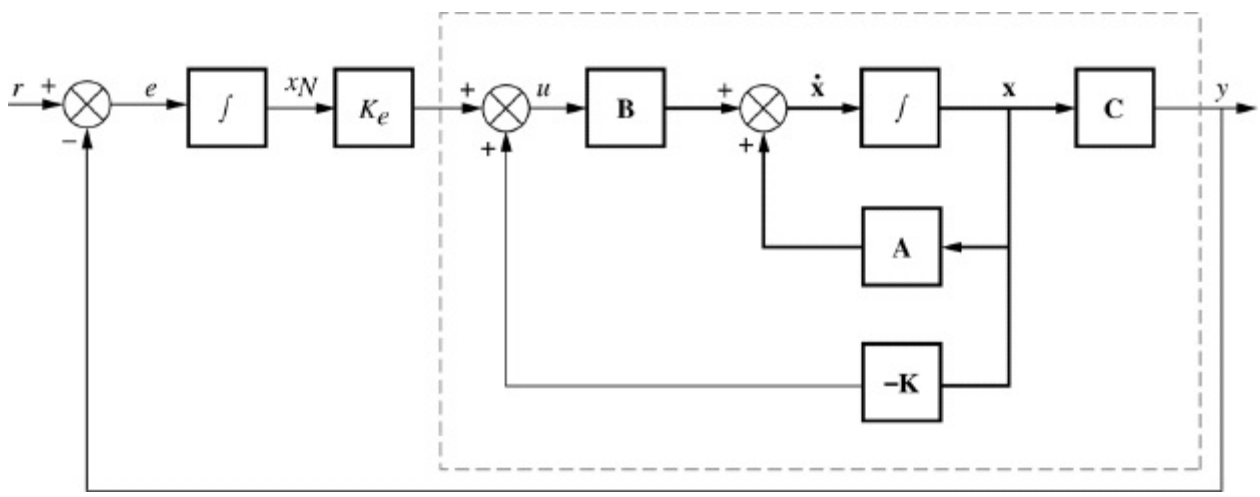 r + e ∫ xN Ke + u B + ẋ ∫ x C y
− + +
A
−K